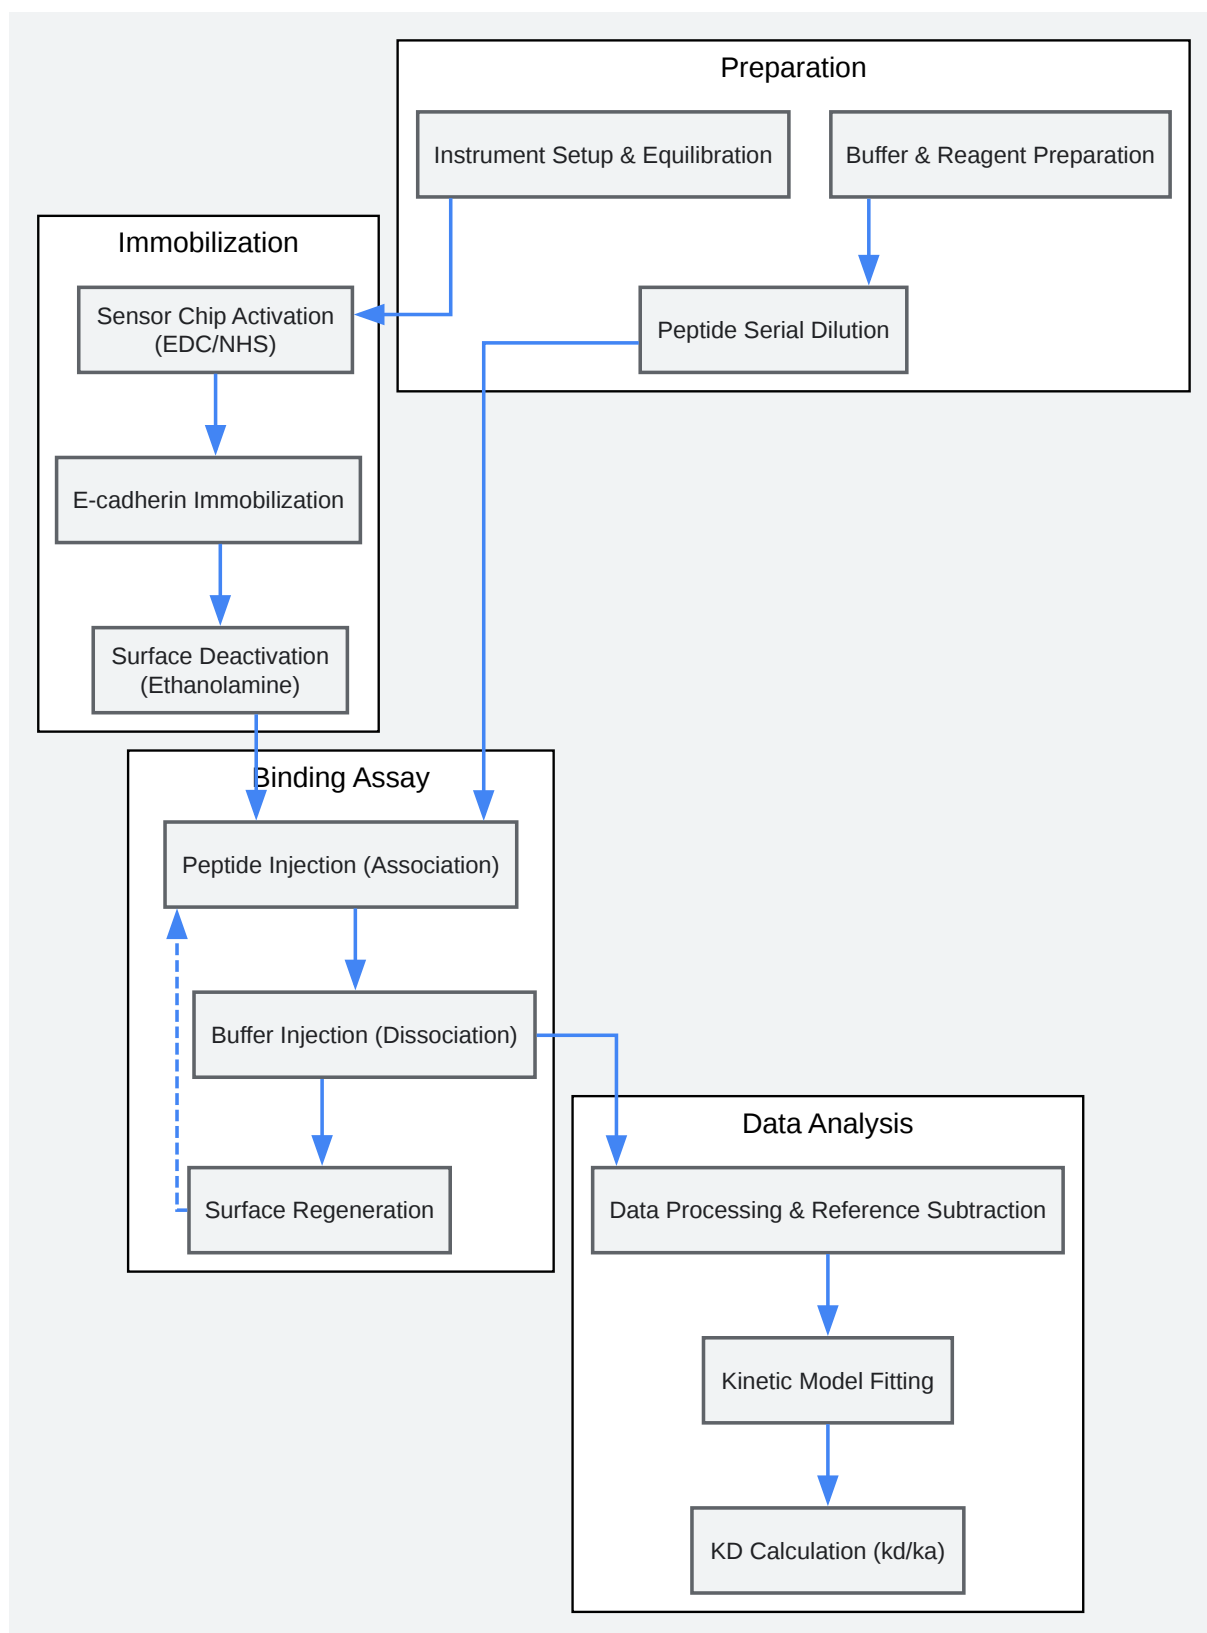 Preparation
Instrument Setup & Equilibration
Buffer & Reagent Preparation
Peptide Serial Dilution
Immobilization
Sensor Chip Activation
(EDC/NHS)
E-cadherin Immobilization
Surface Deactivation
(Ethanolamine)
Binding Assay
Peptide Injection (Association)
Buffer Injection (Dissociation)
Surface Regeneration
Data Analysis
Data Processing & Reference Subtraction
Kinetic Model Fitting
KD Calculation (kd/ka)